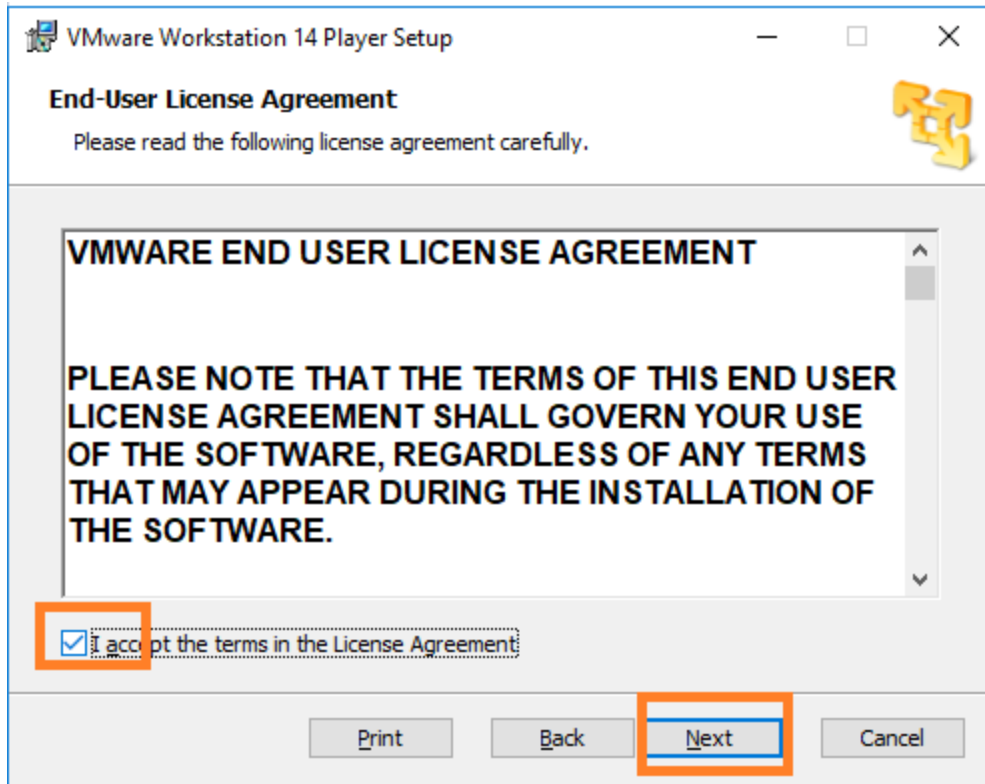 VMware Workstation 14 Player Setup
End-User License Agreement
Please read the following license agreement carefully.
VMWARE END USER LICENSE AGREEMENT
PLEASE NOTE THAT THE TERMS OF THIS END USER
LICENSE AGREEMENT SHALL GOVERN YOUR USE
OF THE SOFTWARE, REGARDLESS OF ANY TERMS
THAT MAY APPEAR DURING THE INSTALLATION OF
THE SOFTWARE.
I accept the terms in the License Agreement
Print Back Next Cancel